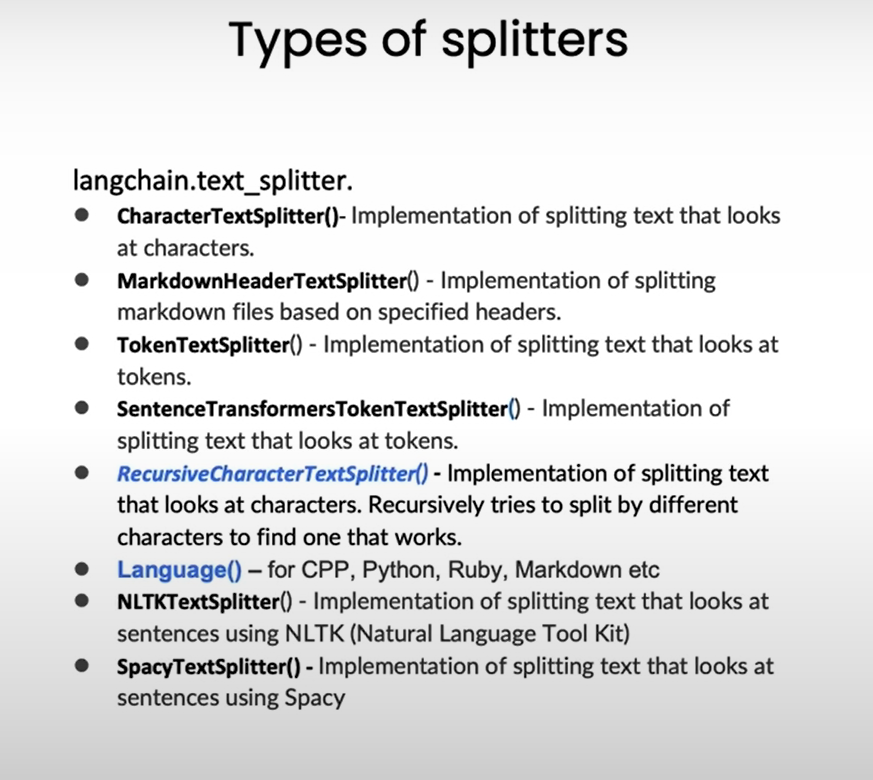 Types of splitters
langchain.text_splitter.
● CharacterTextSplitter()- Implementation of splitting text that looks
at characters.
● MarkdownHeaderTextSplitter() - Implementation of splitting
markdown files based on specified headers.
● TokenTextSplitter() - Implementation of splitting text that looks at
tokens.
● SentenceTransformersTokenTextSplitter() - Implementation of
splitting text that looks at tokens.
● RecursiveCharacterTextSplitter() - Implementation of splitting text
that looks at characters. Recursively tries to split by different
characters to find one that works.
● Language() – for CPP, Python, Ruby, Markdown etc
● NLTKTextSplitter() - Implementation of splitting text that looks at
sentences using NLTK (Natural Language Tool Kit)
● SpacyTextSplitter() - Implementation of splitting text that looks at
sentences using Spacy